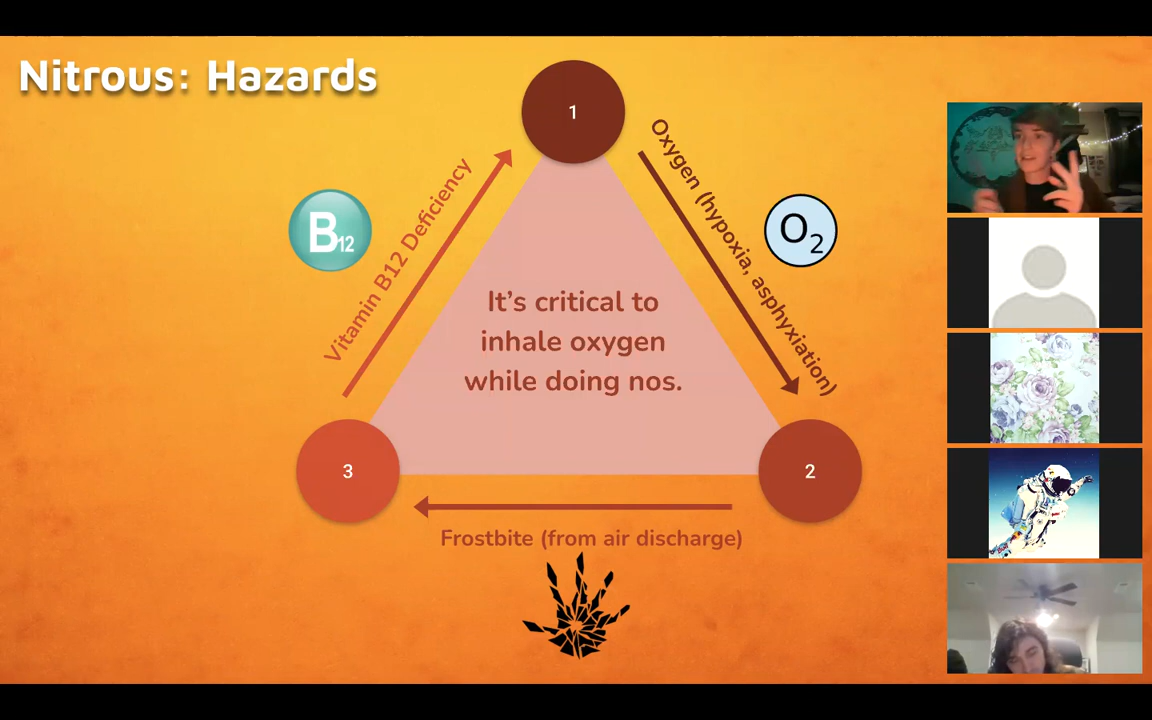 Nitrous: Hazards
1
Oxygen (hypoxia, asphyxiation)
O2
2
Frostbite (from air discharge)
3
Vitamin B12 Deficiency
B12
It’s critical to
inhale oxygen
while doing nos.